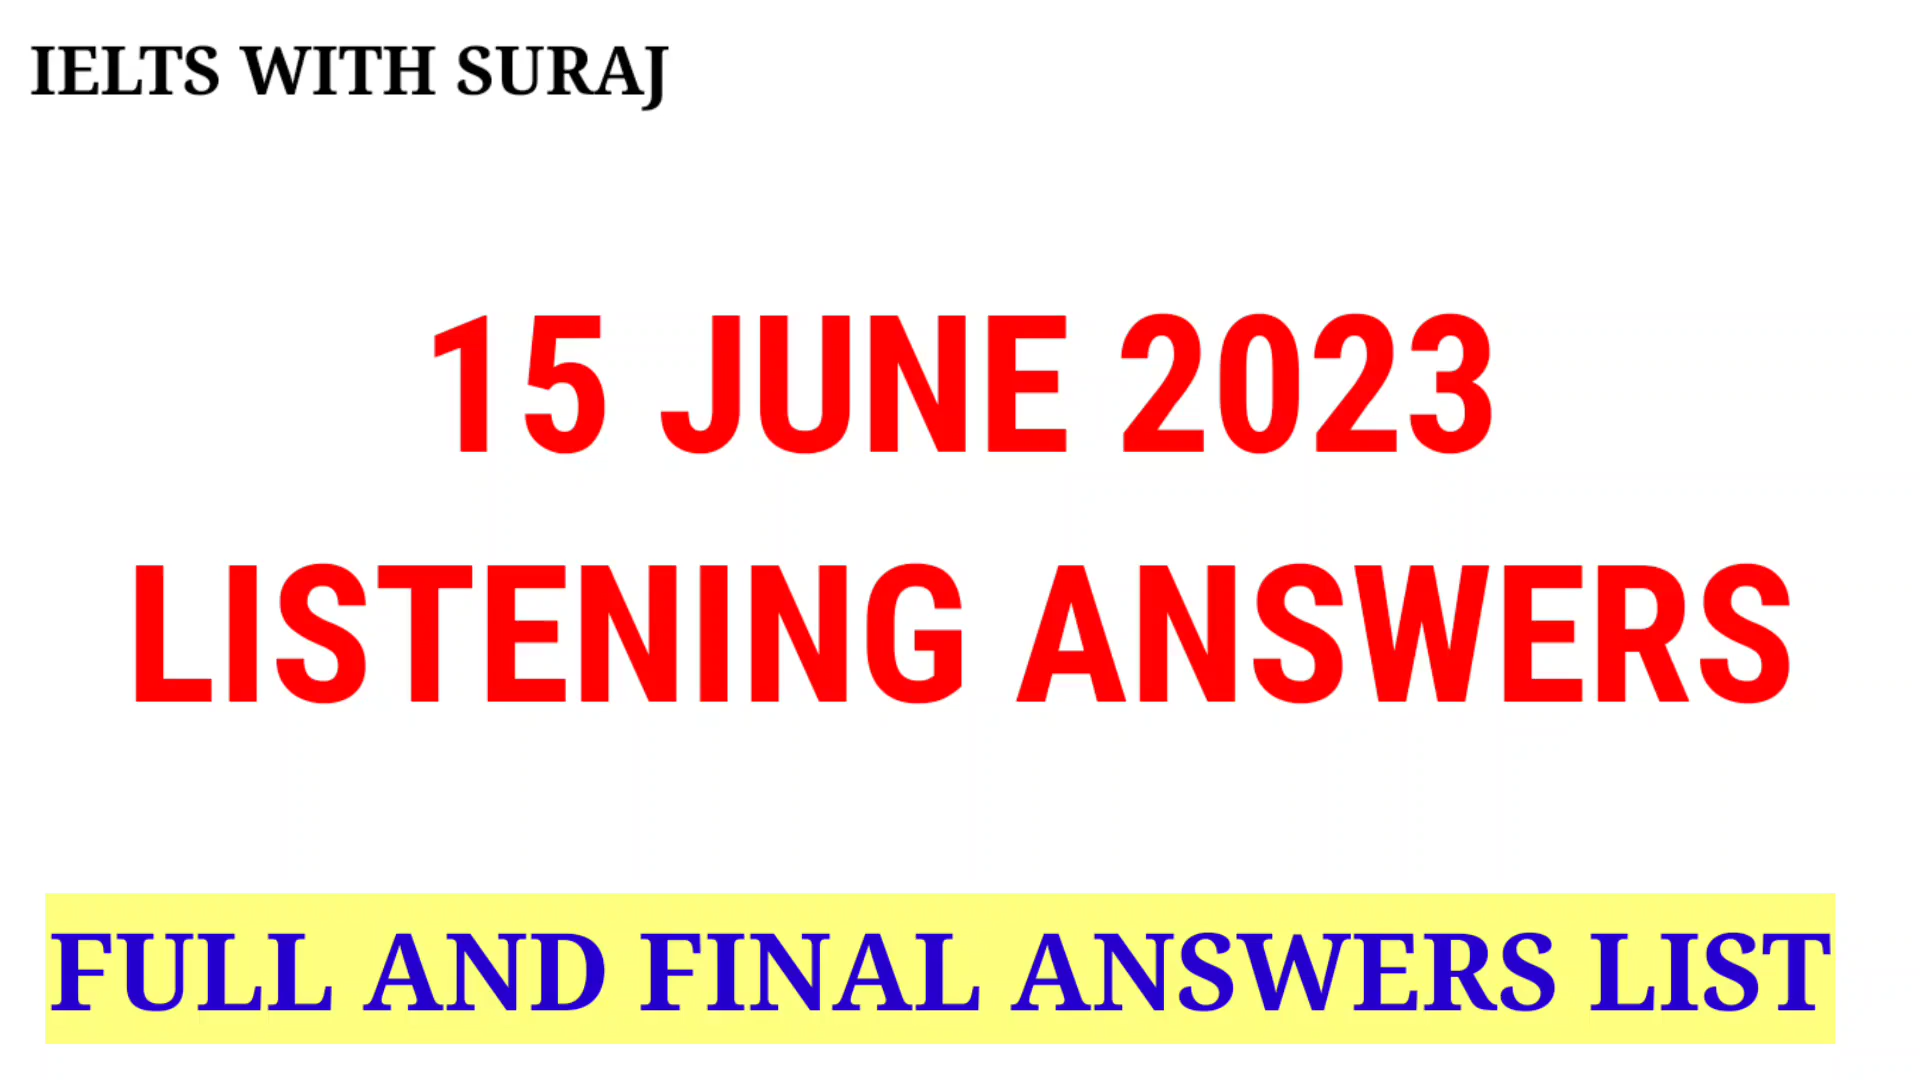 IELTS WITH SURAJ
15 JUNE 2023
LISTENING ANSWERS
FULL AND FINAL ANSWERS LIST